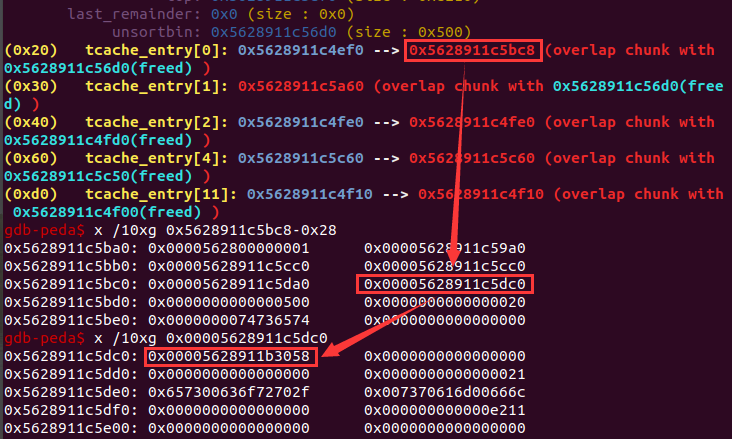 last_remainder: 0x0 (size : 0x0)
unsortbin: 0x5628911c56d0 (size : 0x500)
(0x20)   tcache_entry[0]: 0x5628911c4ef0 --> 0x5628911c5bc8 (overlap chunk with
0x5628911c56d0(freed) )
(0x30)   tcache_entry[1]: 0x5628911c5a60 (overlap chunk with 0x5628911c56d0(free
d) )
(0x40)   tcache_entry[2]: 0x5628911c4fe0 --> 0x5628911c4fe0 (overlap chunk with
0x5628911c4fd0(freed) )
(0x60)   tcache_entry[4]: 0x5628911c5c60 --> 0x5628911c5c60 (overlap chunk with
0x5628911c5c50(freed) )
(0xd0)   tcache_entry[11]: 0x5628911c4f10 --> 0x5628911c4f10 (overlap chunk with
0x5628911c4f00(freed) )
gdb-peda$ x /10xg 0x5628911c5bc8-0x28
0x5628911c5ba0: 0x0000562800000001      0x00005628911c59a0
0x5628911c5bb0: 0x00005628911c5cc0      0x00005628911c5cc0
0x5628911c5bc0: 0x00005628911c5da0      0x00005628911c5dc0
0x5628911c5bd0: 0x0000000000000500      0x0000000000000020
0x5628911c5be0: 0x0000000074736574      0x0000000000000000
gdb-peda$ x /10xg 0x00005628911c5dc0
0x5628911c5dc0: 0x00005628911b3058      0x0000000000000000
0x5628911c5dd0: 0x0000000000000000      0x0000000000000021
0x5628911c5de0: 0x657300636f72702f      0x007370616d00666c
0x5628911c5df0: 0x0000000000000000      0x000000000000e211
0x5628911c5e00: 0x0000000000000000      0x0000000000000000